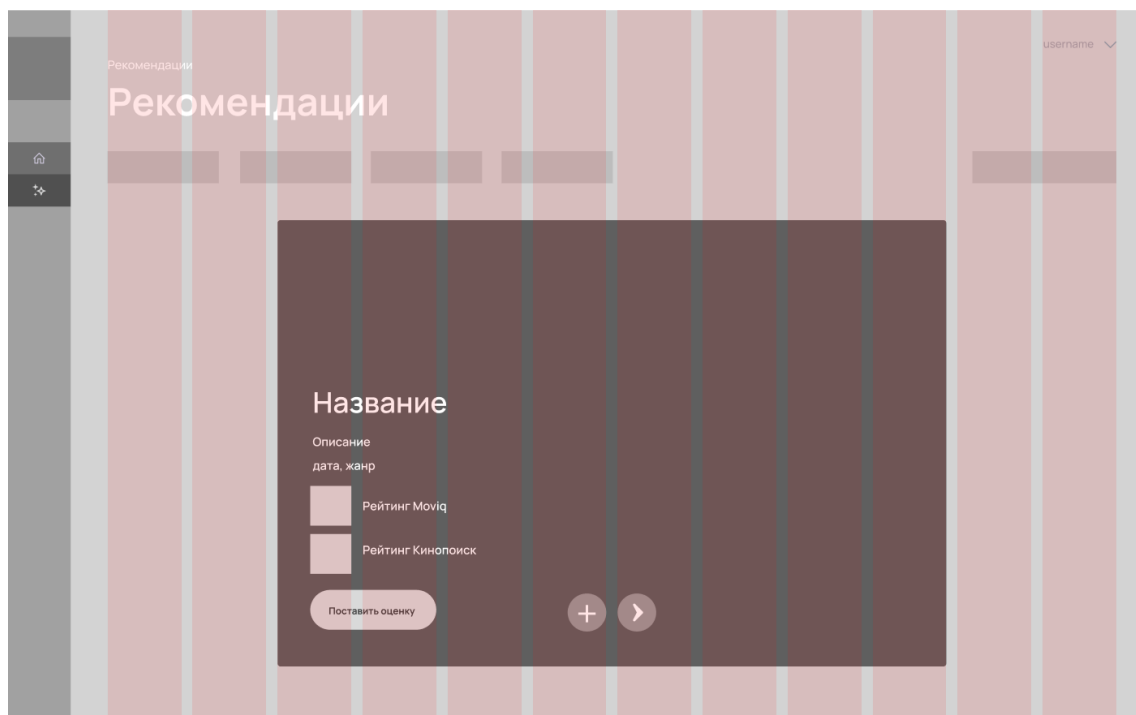 username
Рекомендации
Рекомендации
Название
Описание
дата, жанр
Рейтинг Moviq
Рейтинг Кинопоиск
Поставить оценку